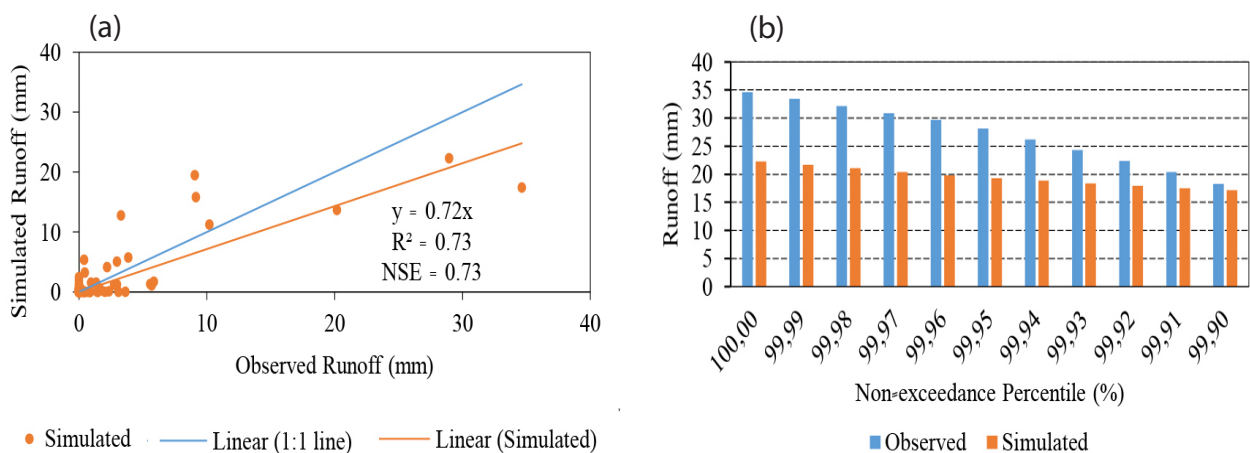 (a)
Simulated Runoff (mm)
40
30
20
10
0
0 10 20 30 40
y = 0.72x
R² = 0.73
NSE = 0.73
Observed Runoff (mm)
Simulated Linear (1:1 line) Linear (Simulated)
(b)
Runoff (mm)
40
35
30
25
20
15
10
5
0
100,00 99,99 99,98 99,97 99,96 99,95 99,94 99,93 99,92 99,91 99,90
Non-exceedance Percentile (%)
Observed Simulated